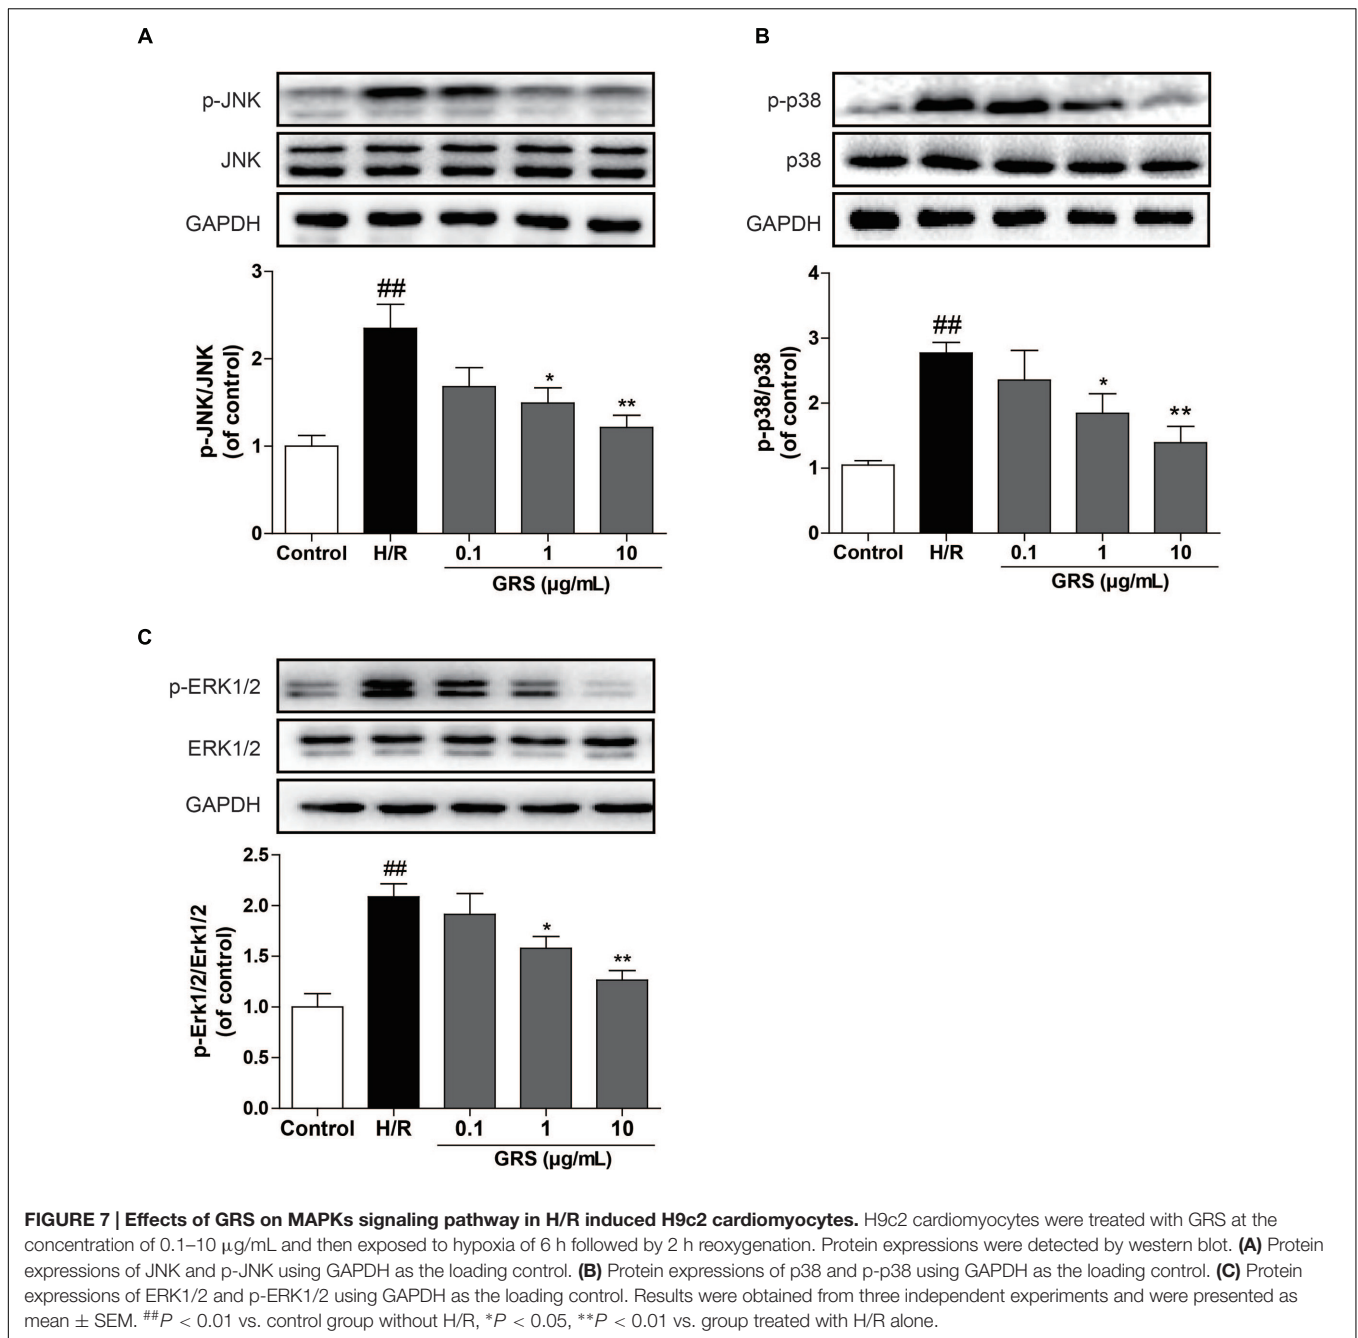 A
p-JNK
JNK
GAPDH
3
2
1
0
p-JNK/JNK
(of control)
##
*
**
Control H/R 0.1 1 10
GRS (µg/mL)
B
p-p38
p38
GAPDH
4
3
2
1
0
p-p38/p38
(of control)
##
*
**
Control H/R 0.1 1 10
GRS (µg/mL)
C
p-ERK1/2
ERK1/2
GAPDH
2.5
2.0
1.5
1.0
0.5
0.0
p-Erk1/2/Erk1/2
(of control)
##
*
**
Control H/R 0.1 1 10
GRS (µg/mL)
FIGURE 7 | Effects of GRS on MAPKs signaling pathway in H/R induced H9c2 cardiomyocytes. H9c2 cardiomyocytes were treated with GRS at the
concentration of 0.1–10 µg/mL and then exposed to hypoxia of 6 h followed by 2 h reoxygenation. Protein expressions were detected by western blot. (A) Protein
expressions of JNK and p-JNK using GAPDH as the loading control. (B) Protein expressions of p38 and p-p38 using GAPDH as the loading control. (C) Protein
expressions of ERK1/2 and p-ERK1/2 using GAPDH as the loading control. Results were obtained from three independent experiments and were presented as
mean ± SEM. ##P < 0.01 vs. control group without H/R, *P < 0.05, **P < 0.01 vs. group treated with H/R alone.